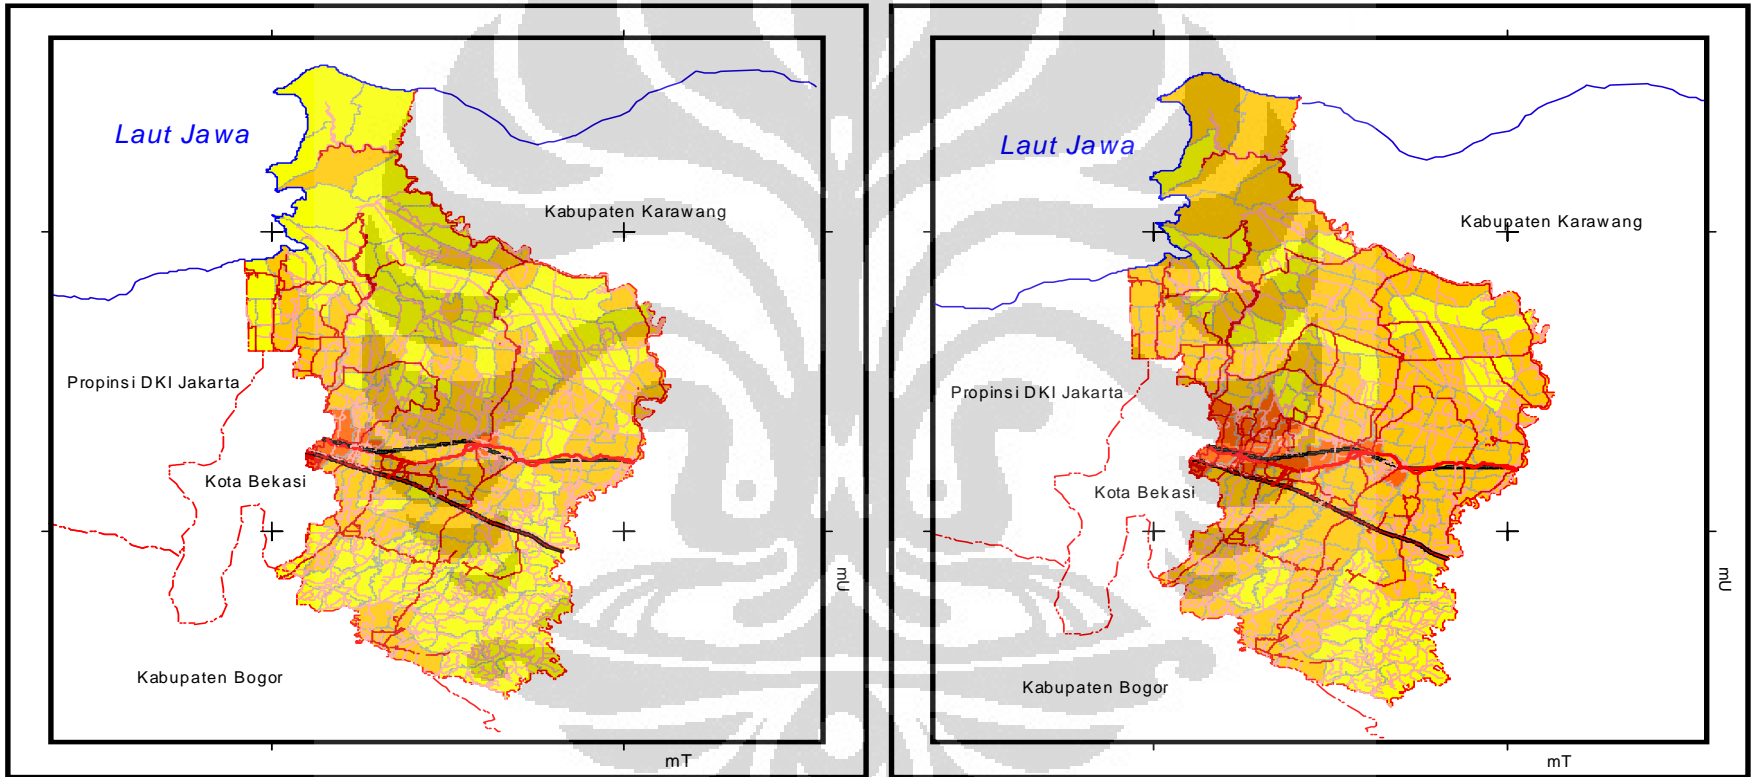 Laut Jawa
Kabupaten Karawang
Propinsi DKI Jakarta
Kota Bekasi
Kabupaten Bogor
mU
mT
Laut Jawa
Kabupaten Karawang
Propinsi DKI Jakarta
Kota Bekasi
Kabupaten Bogor
mU
mT